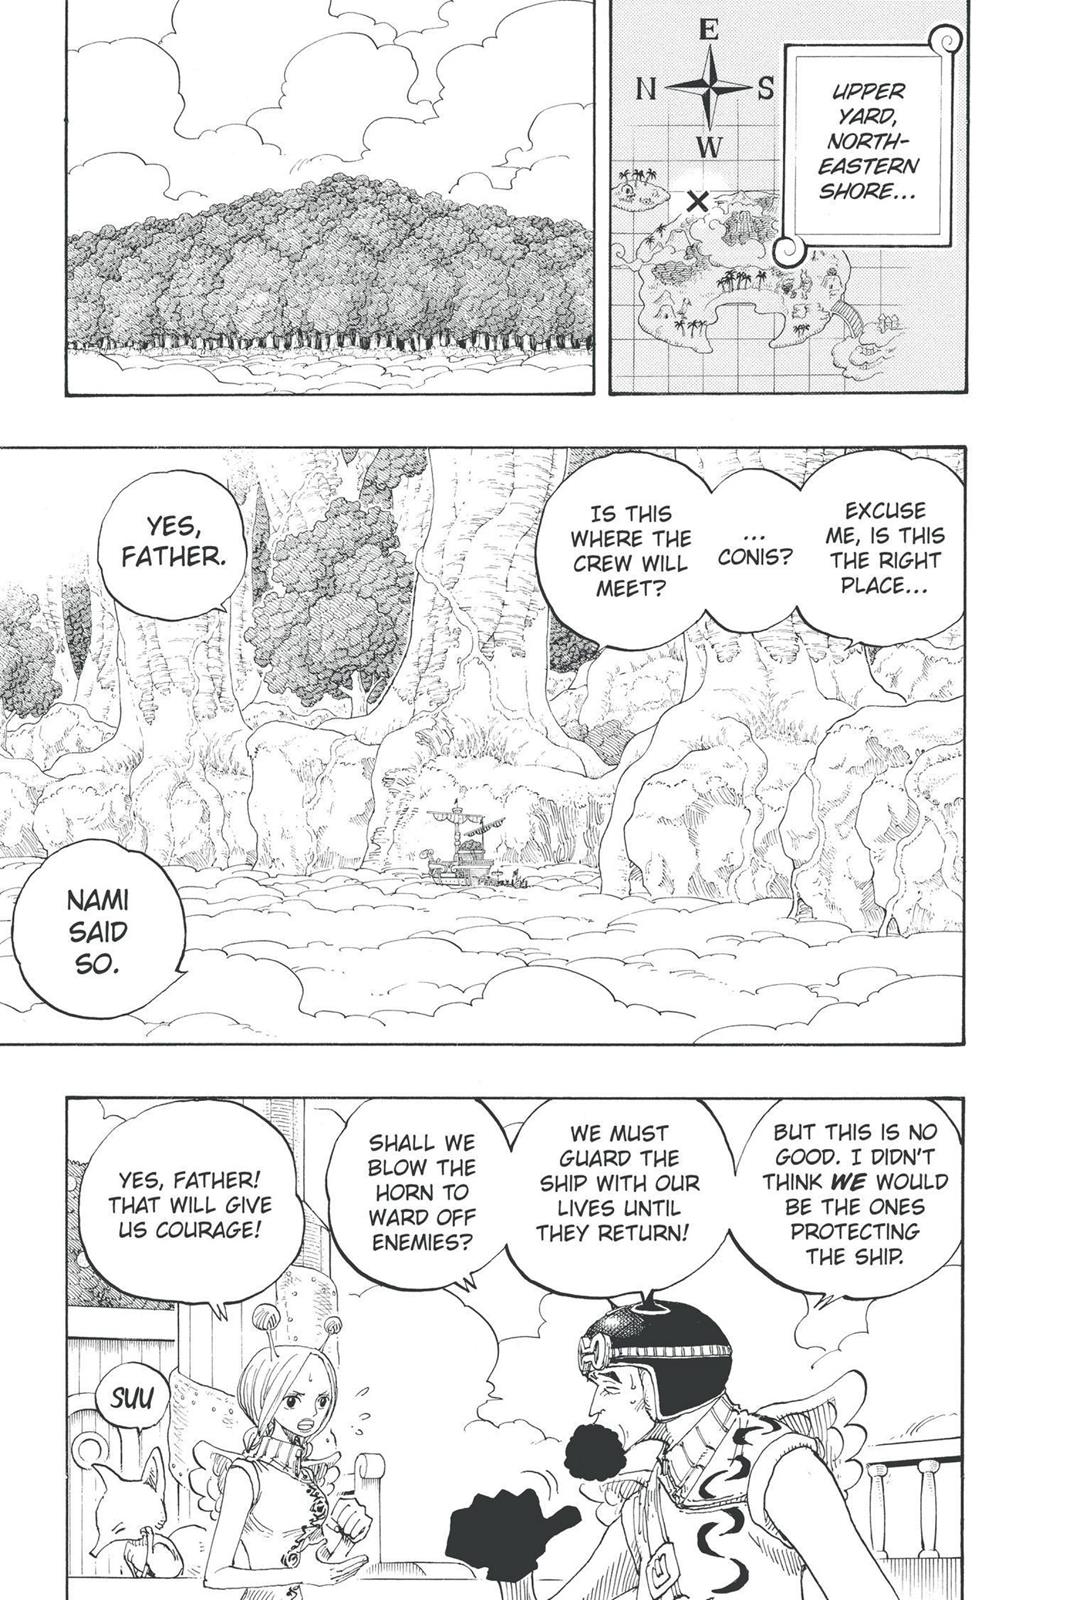 E
N
S
W
UPPER
YARD,
NORTH-
EASTERN
SHORE...
EXCUSE
ME, IS THIS
THE RIGHT
PLACE...
...
CONIS?
IS THIS
WHERE THE
CREW WILL
MEET?
YES,
FATHER.
NAMI
SAID
SO.
BUT THIS IS NO
GOOD. I DIDN'T
THINK WE WOULD
BE THE ONES
PROTECTING
THE SHIP.
WE MUST
GUARD THE
SHIP WITH OUR
LIVES UNTIL
THEY RETURN!
SHALL WE
BLOW THE
HORN TO
WARD OFF
ENEMIES?
YES, FATHER!
THAT WILL GIVE
US COURAGE!
SUU